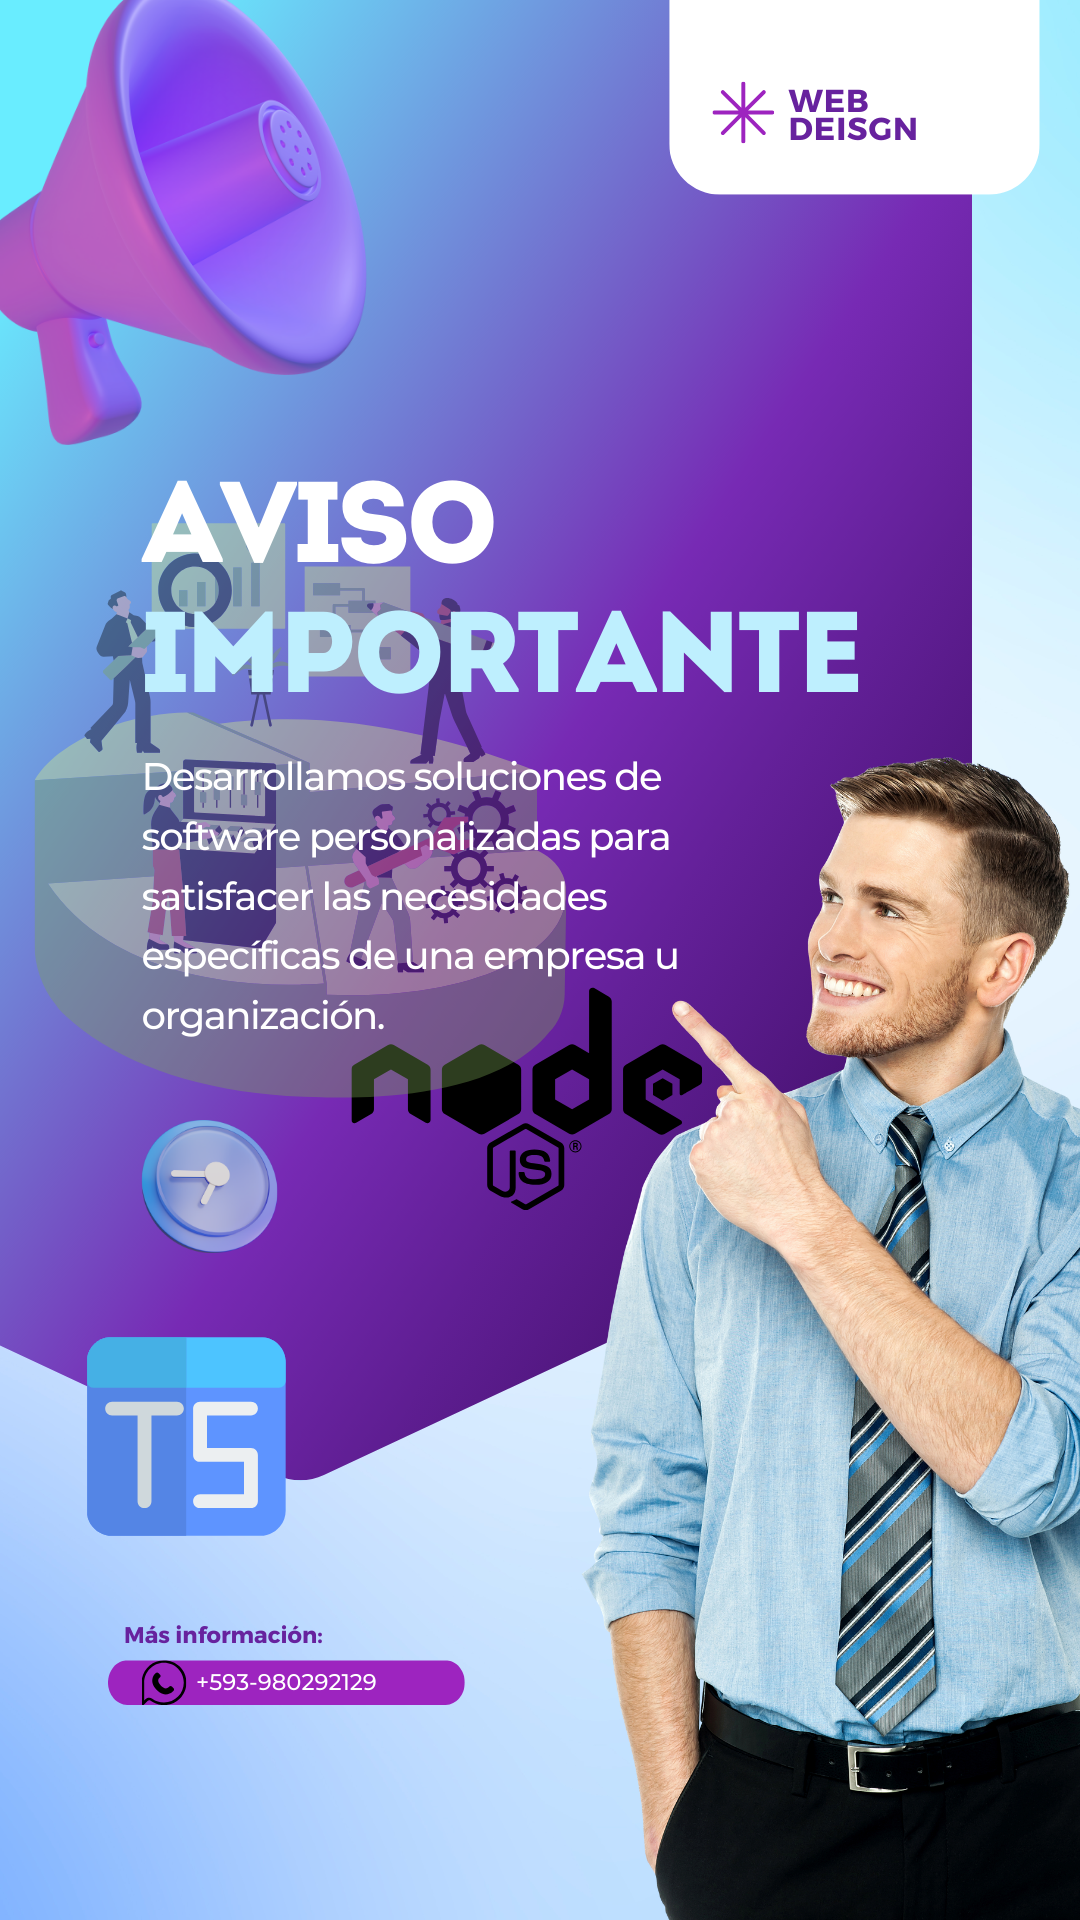 WEB
DEISGN
AVISO
IMPORTANTE
Desarrollamos soluciones de
software personalizadas para
satisfacer las necesidades
específicas de una empresa u
organización.
node
JS®
TS
Más información:
+593-980292129